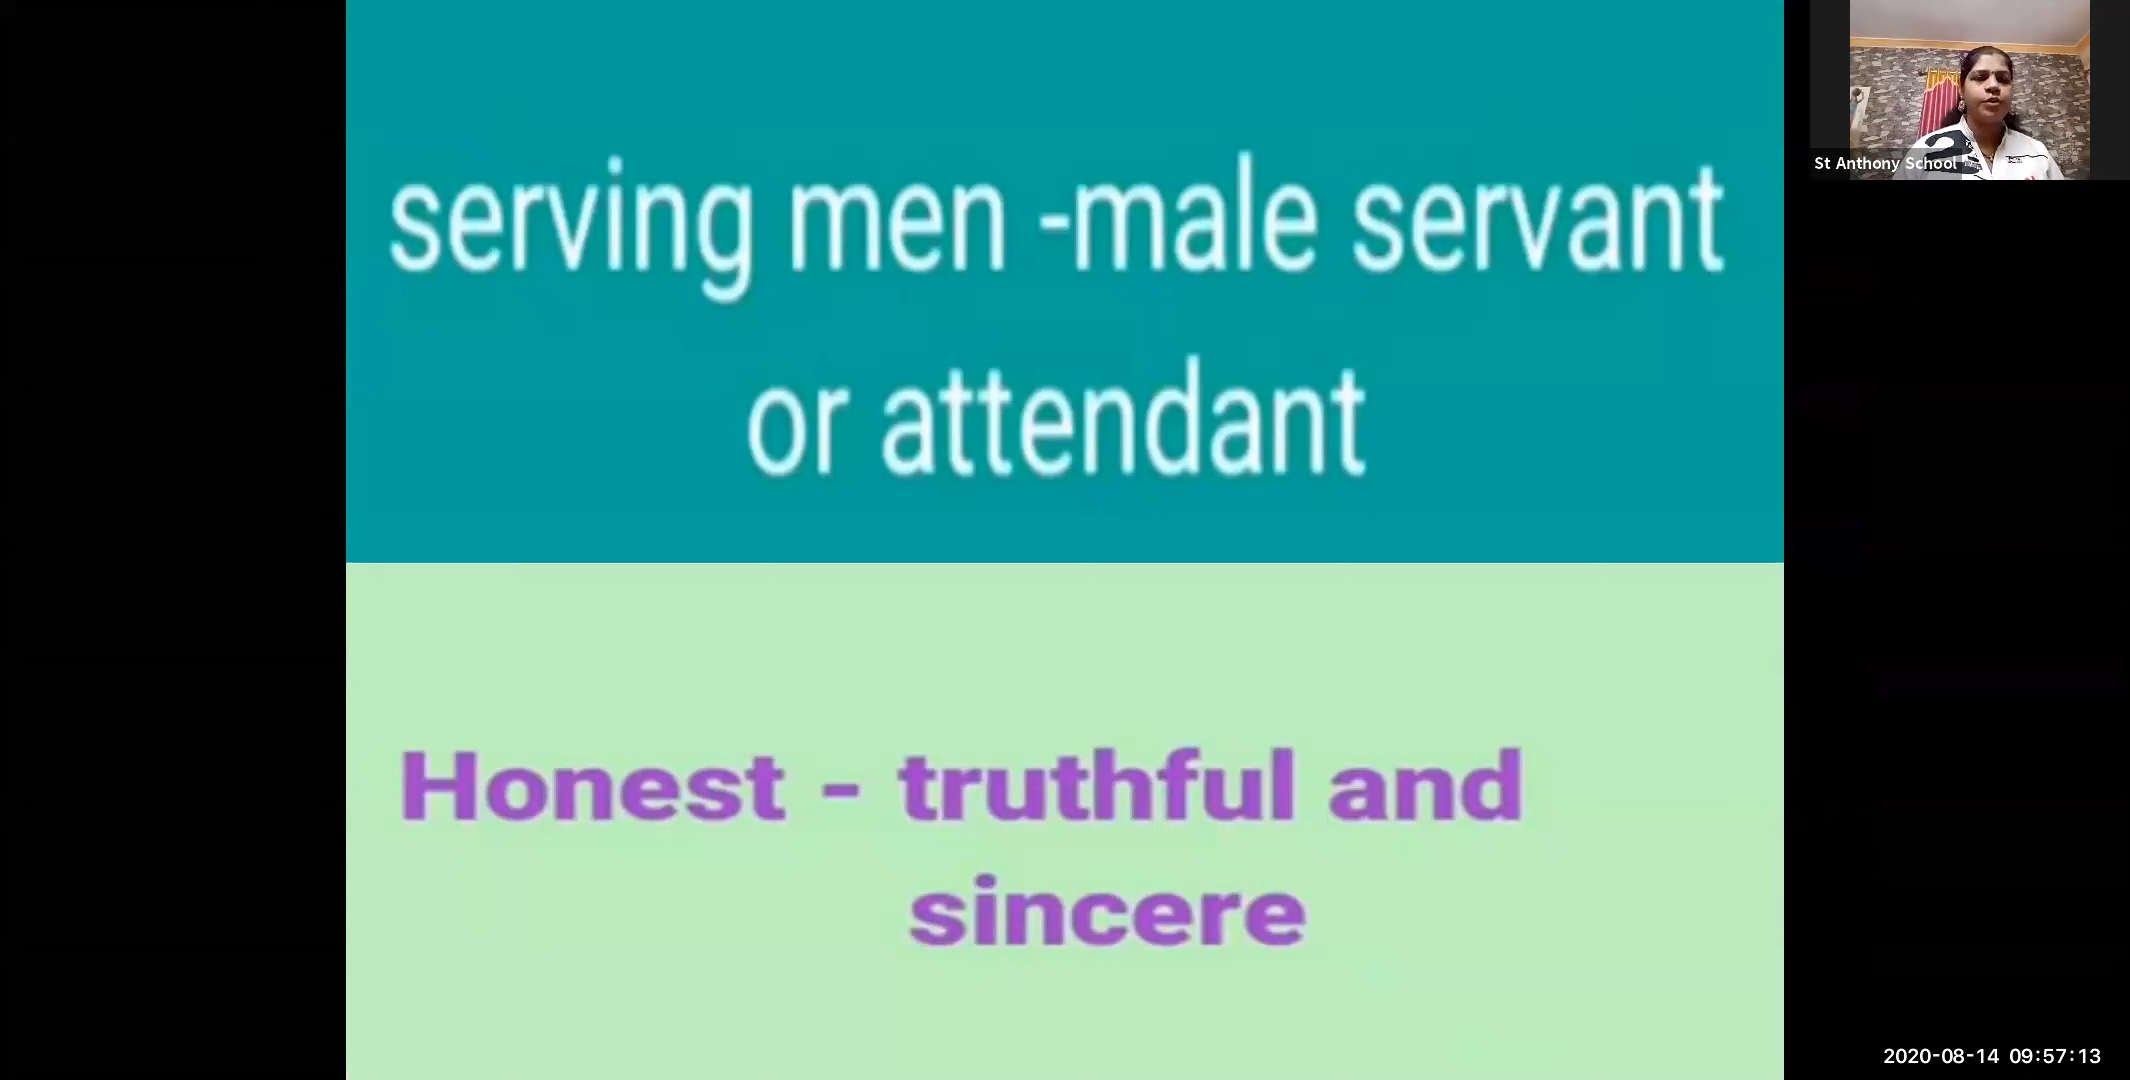 serving men -male servant
or attendant
Honest - truthful and
sincere
St Anthony School
2020-08-14 09:57:13